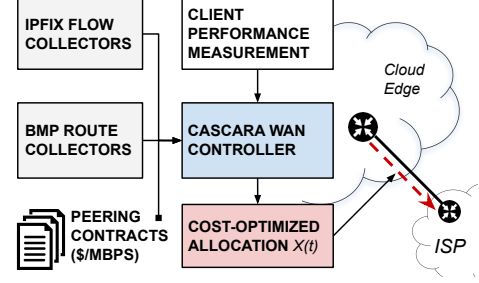 IPFIX FLOW
COLLECTORS
CLIENT
PERFORMANCE
MEASUREMENT
Cloud
Edge
BMP ROUTE
COLLECTORS
CASCARA WAN
CONTROLLER
PEERING
CONTRACTS
($/MBPS)
COST-OPTIMIZED
ALLOCATION X(t)
ISP